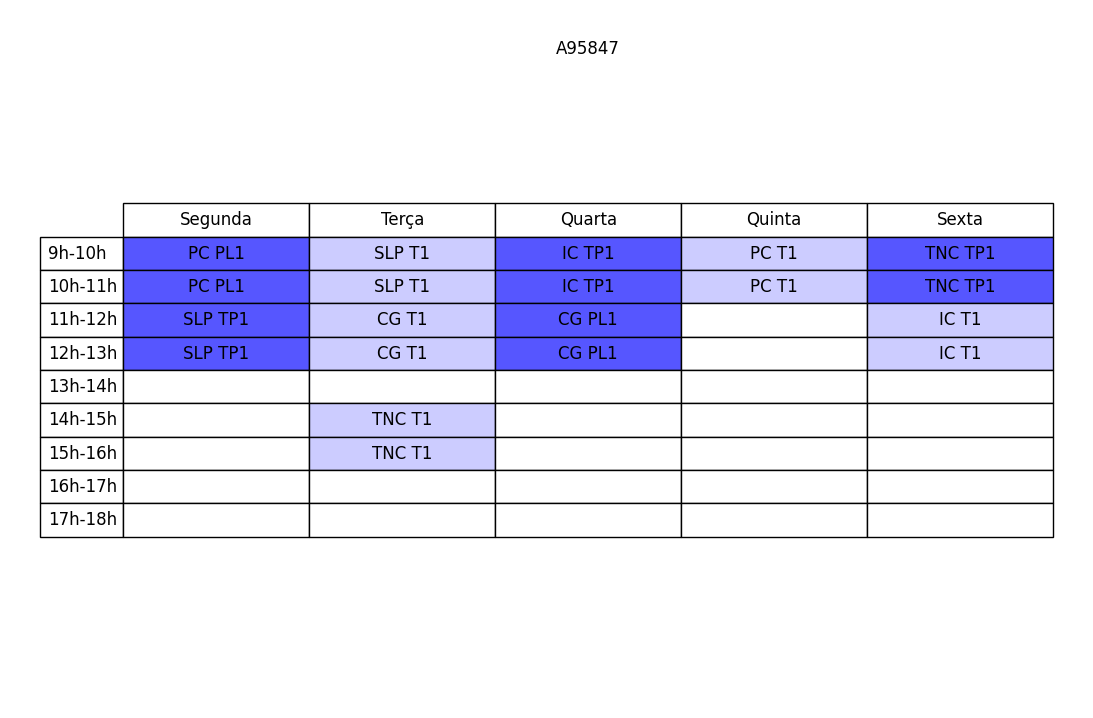 A95847
Segunda Terça Quarta Quinta Sexta
9h-10h PC PL1 SLP T1 IC TP1 PC T1 TNC TP1
10h-11h PC PL1 SLP T1 IC TP1 PC T1 TNC TP1
11h-12h SLP TP1 CG T1 CG PL1 IC T1
12h-13h SLP TP1 CG T1 CG PL1 IC T1
13h-14h
14h-15h TNC T1
15h-16h TNC T1
16h-17h
17h-18h